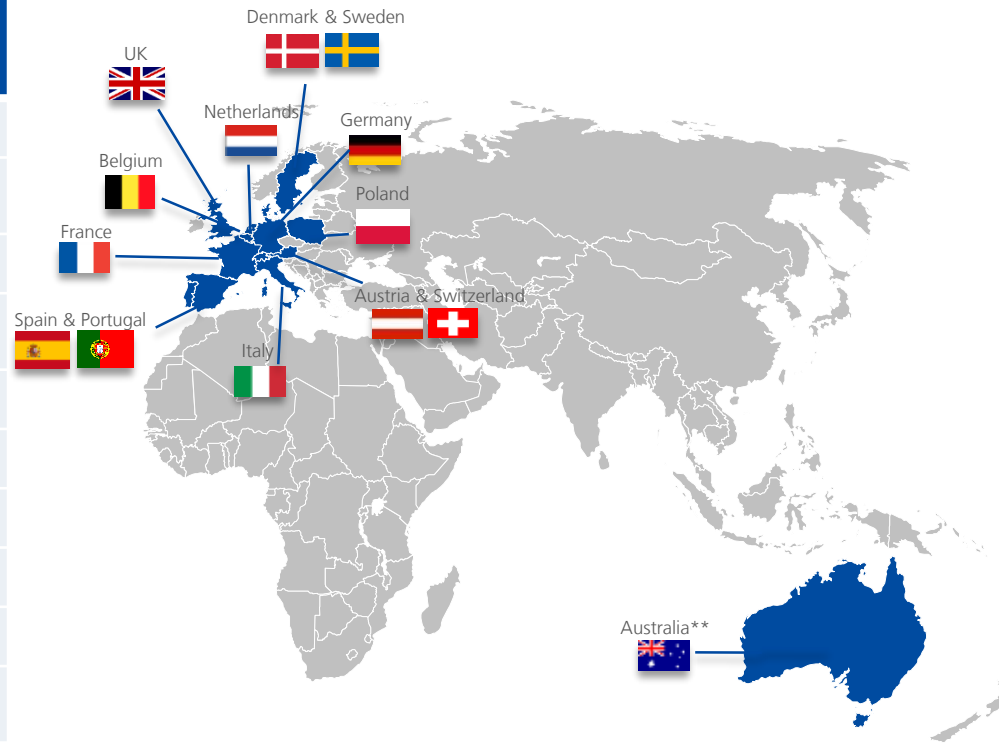 Denmark & Sweden
UK
Netherlands
Germany
Belgium
Poland
France
Austria & Switzerland
Spain & Portugal
Italy
Australia**